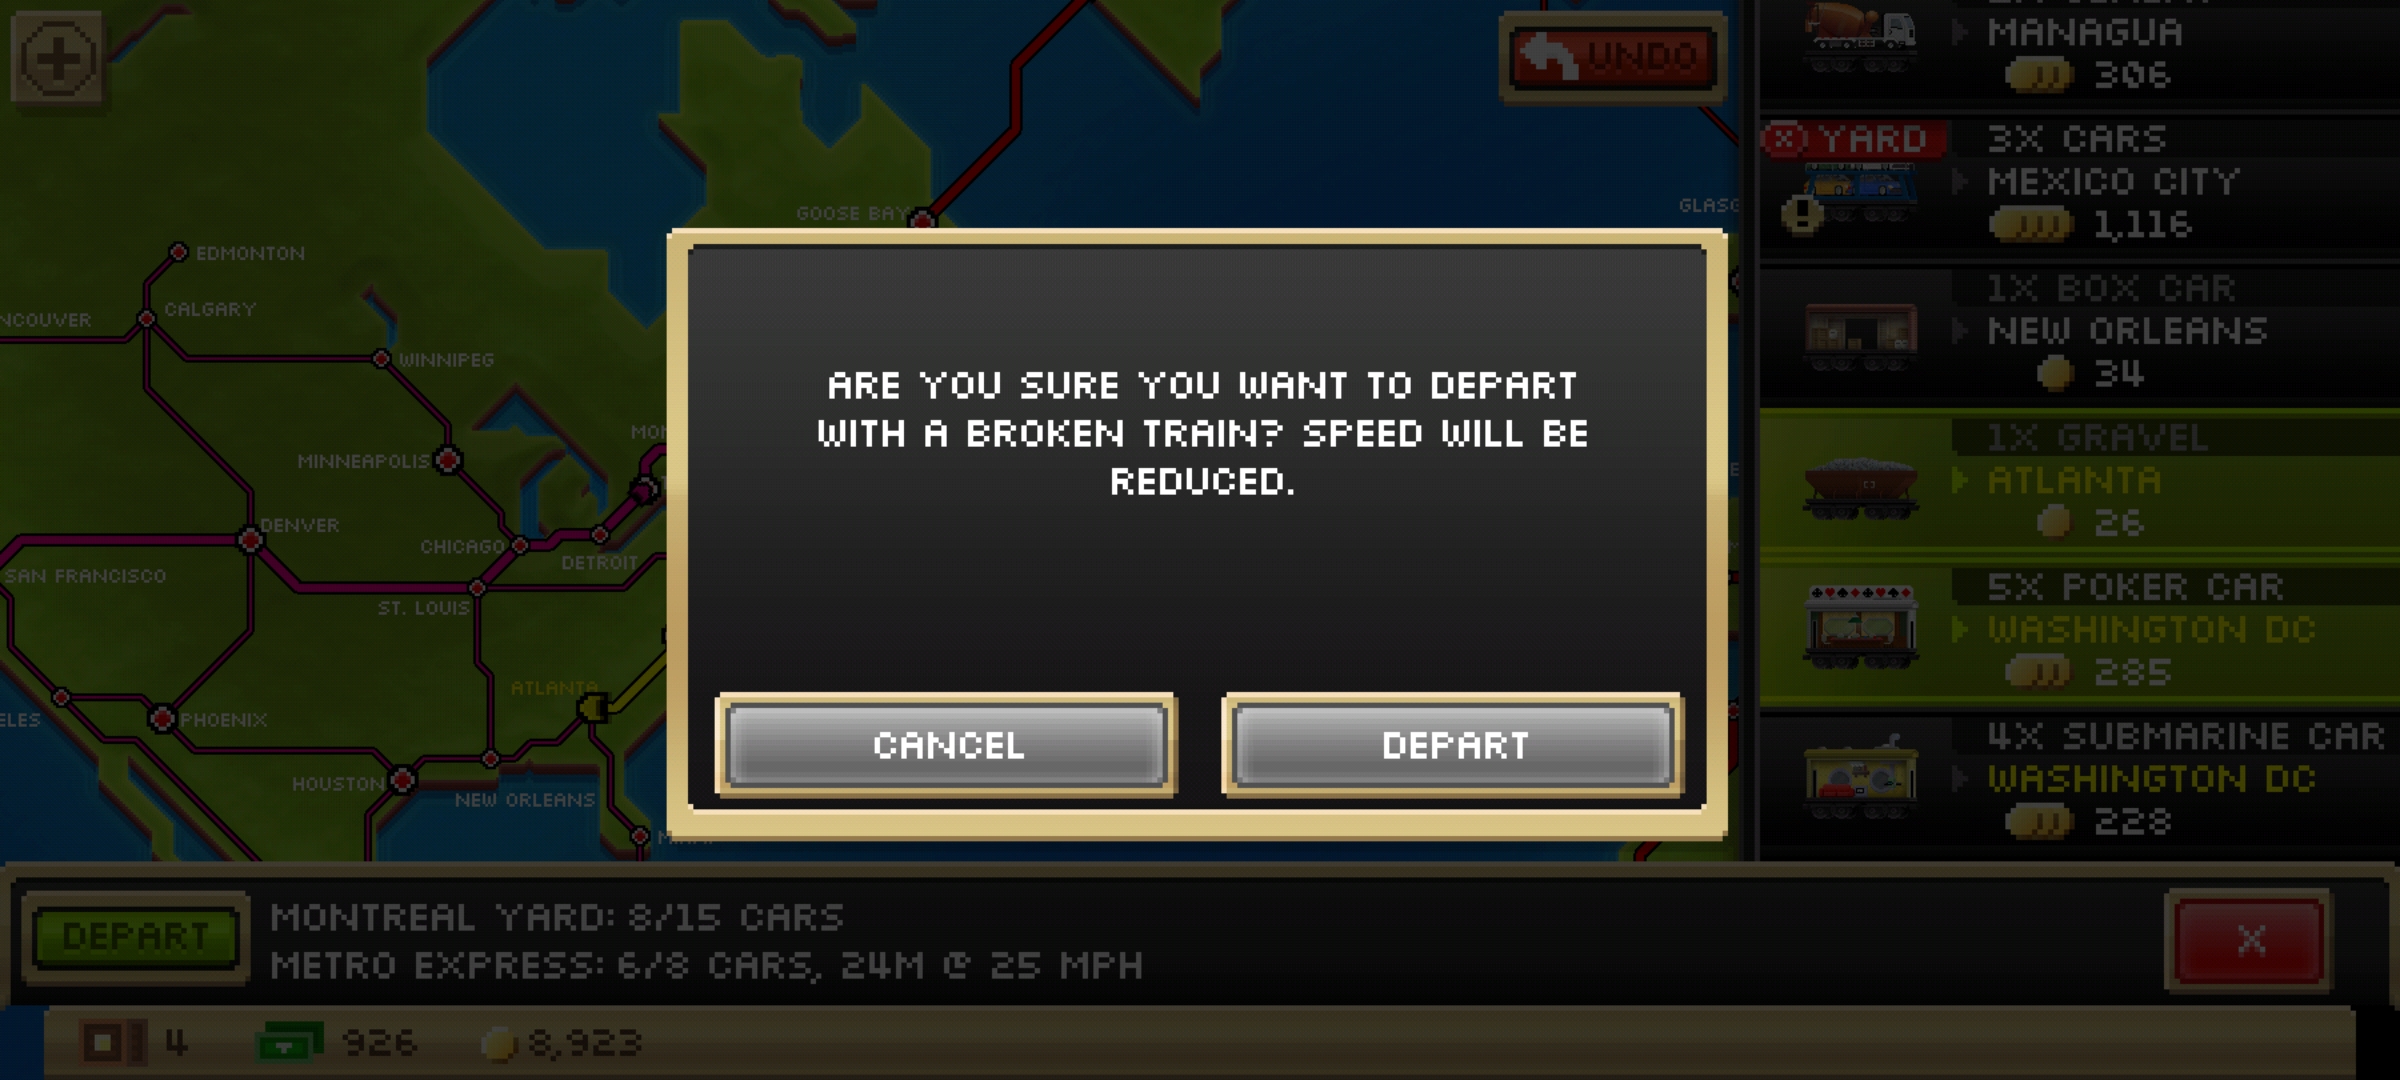 UNDO
MANAGUA
306
YARD
3X CARS
MEXICO CITY
1,116
1X BOX CAR
NEW ORLEANS
34
1X GRAVEL
ATLANTA
26
5X POKER CAR
WASHINGTON DC
285
4X SUBMARINE CAR
WASHINGTON DC
228
GOOSE BAY
EDMONTON
CALGARY
WINNIPEG
MINNEAPOLIS
DENVER
CHICAGO
DETROIT
SAN FRANCISCO
ST. LOUIS
ATLANTA
PHOENIX
HOUSTON
NEW ORLEANS
ARE YOU SURE YOU WANT TO DEPART
WITH A BROKEN TRAIN? SPEED WILL BE
REDUCED.
CANCEL
DEPART
DEPART
MONTREAL YARD: 8/15 CARS
METRO EXPRESS: 6/8 CARS, 24M @ 25 MPH
X
4
926
8,923